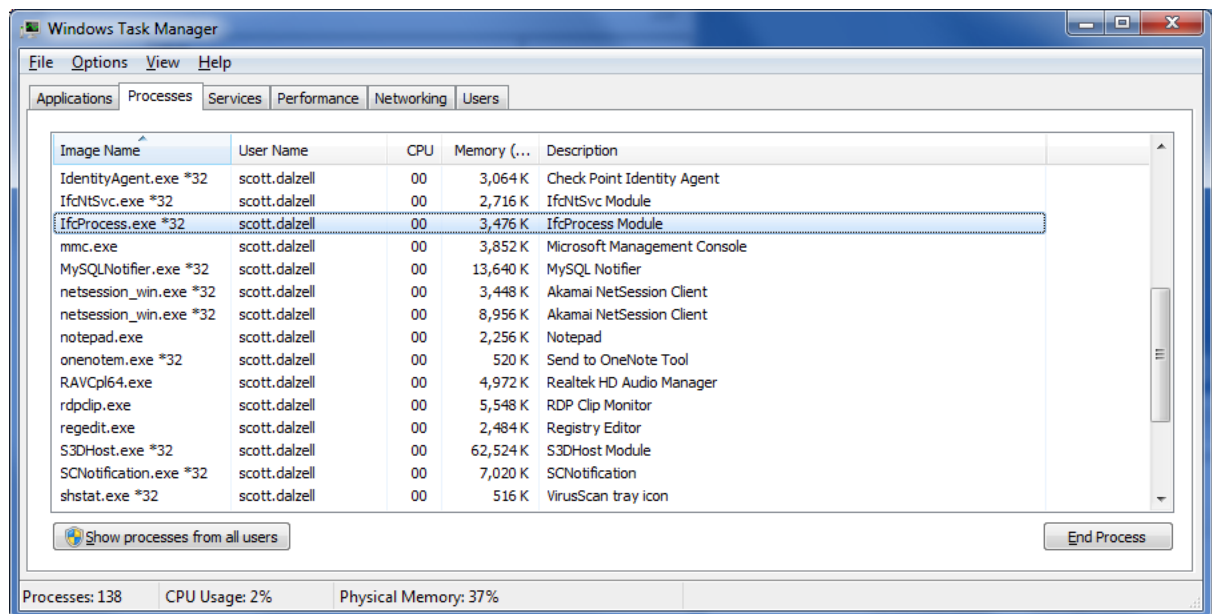 Windows Task Manager
File Options View Help
Applications Processes Services Performance Networking Users
Image Name User Name CPU Memory (... Description
IdentityAgent.exe *32 scott.dalzell 00 3,064 K Check Point Identity Agent
IfcNtSvc.exe *32 scott.dalzell 00 2,716 K IfcNtSvc Module
IfcProcess.exe *32 scott.dalzell 00 3,476 K IfcProcess Module
mmc.exe scott.dalzell 00 3,852 K Microsoft Management Console
MySQLNotifier.exe *32 scott.dalzell 00 13,640 K MySQL Notifier
netsession_win.exe *32 scott.dalzell 00 3,448 K Akamai NetSession Client
netsession_win.exe *32 scott.dalzell 00 8,956 K Akamai NetSession Client
notepad.exe scott.dalzell 00 2,256 K Notepad
onenotem.exe *32 scott.dalzell 00 520 K Send to OneNote Tool
RAVCpl64.exe scott.dalzell 00 4,972 K Realtek HD Audio Manager
rdpclip.exe scott.dalzell 00 5,548 K RDP Clip Monitor
regedit.exe scott.dalzell 00 2,484 K Registry Editor
S3DHost.exe *32 scott.dalzell 00 62,524 K S3DHost Module
SCNotification.exe *32 scott.dalzell 00 7,020 K SCNotification
shstat.exe *32 scott.dalzell 00 516 K VirusScan tray icon
Show processes from all users End Process
Processes: 138 CPU Usage: 2% Physical Memory: 37%